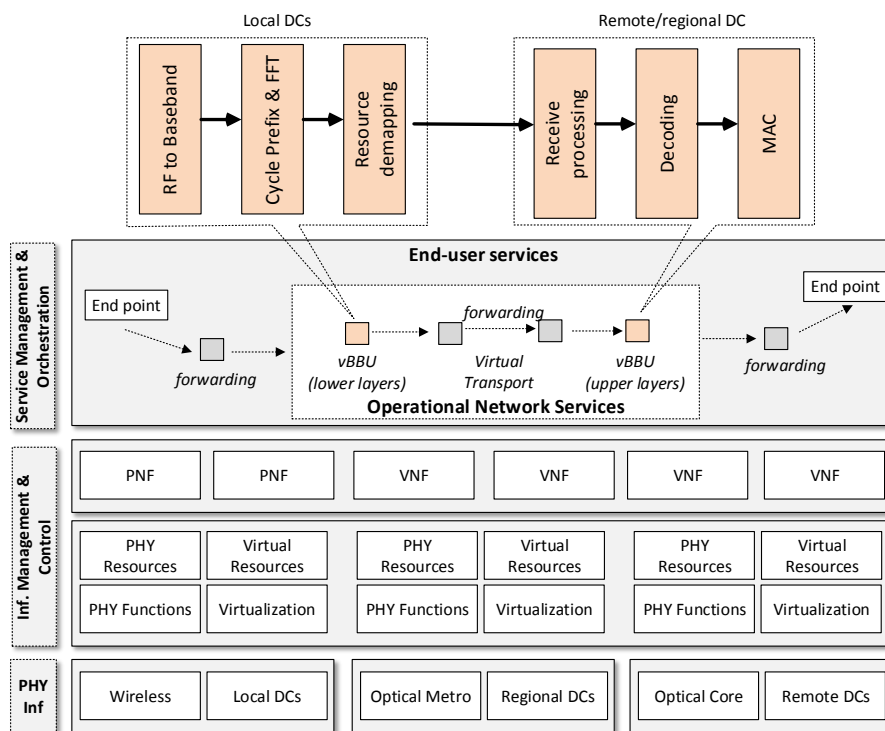 Local DCs
Remote/regional DC
RF to Baseband
Cycle Prefix & FFT
Resource
demapping
Receive
processing
Decoding
MAC
Service Management &
Orchestration
End-user services
End point
End point
forwarding
forwarding
forwarding
vBBU
(lower layers)
Virtual
Transport
vBBU
(upper layers)
Operational Network Services
Inf. Management &
Control
PNF
PNF
VNF
VNF
VNF
VNF
PHY
Resources
Virtual
Resources
PHY
Resources
Virtual
Resources
PHY
Resources
Virtual
Resources
PHY Functions
Virtualization
PHY Functions
Virtualization
PHY Functions
Virtualization
PHY
Inf
Wireless
Local DCs
Optical Metro
Regional DCs
Optical Core
Remote DCs